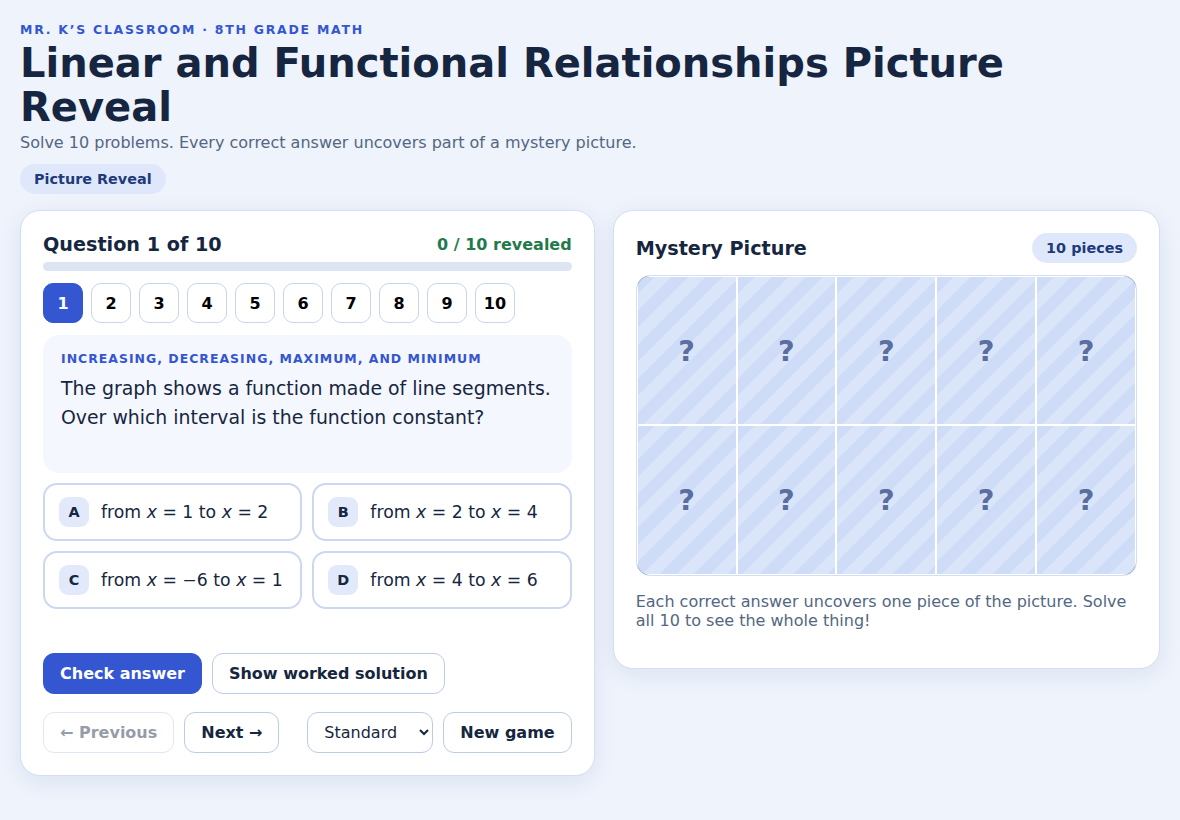 MR. K’S CLASSROOM · 8TH GRADE MATH
Linear and Functional Relationships Picture
Reveal
Solve 10 problems. Every correct answer uncovers part of a mystery picture.
Picture Reveal
Question 1 of 10
0 / 10 revealed
1 2 3 4 5 6 7 8 9 10
INCREASING, DECREASING, MAXIMUM, AND MINIMUM
The graph shows a function made of line segments.
Over which interval is the function constant?
A from x = 1 to x = 2
B from x = 2 to x = 4
C from x = −6 to x = 1
D from x = 4 to x = 6
Check answer
Show worked solution
← Previous
Next →
Standard
New game
Mystery Picture
10 pieces
? ? ? ? ?
? ? ? ? ?
Each correct answer uncovers one piece of the picture. Solve
all 10 to see the whole thing!